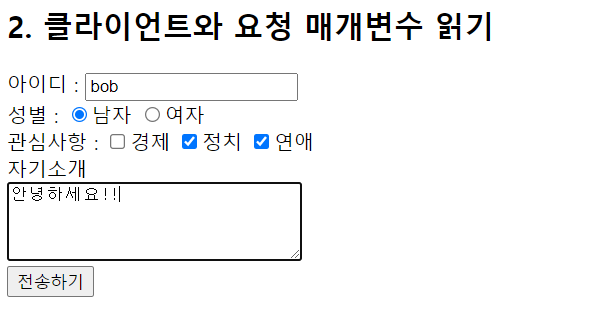 2. 클라이언트와 요청 매개변수 읽기
아이디 : bob
성별 : 남자 여자
관심사항 : 경제 정치 연애
자기소개
안녕하세요!!
전송하기